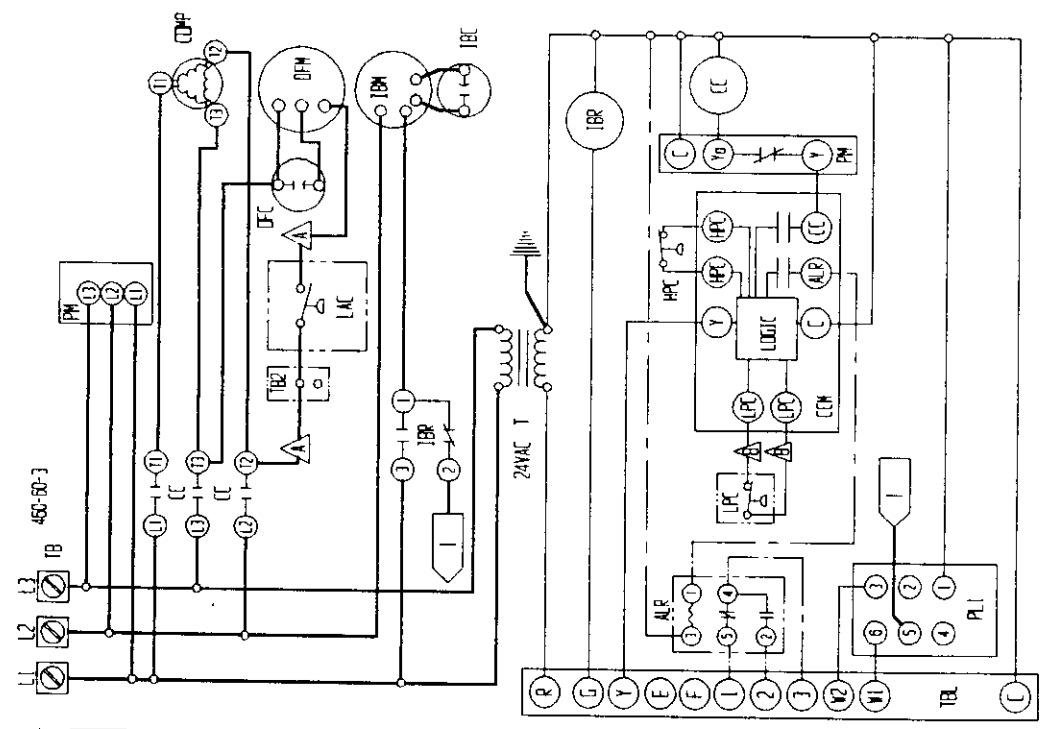 460-60-3
L3
TB
L2
L1
PM
L3
L2
L1
COMP
T1
T2
T3
OFM
OFC
IBM
IBC
A
LAC
TB2
A
L1
T1
CC
L3
T3
CC
L2
T2
3
1
IBR
2
1
24VAC T
IBR
C
CC
Yo
Y
PM
HPC
HPC
HPC
CC
ALR
Y
LOGIC
C
LPC
LPC
CCM
B
B
LPC
1
ALR
1
4
3
5
2
3
2
1
6
5
4
PL1
R
G
Y
E
F
1
2
3
W2
W1
TBL
C